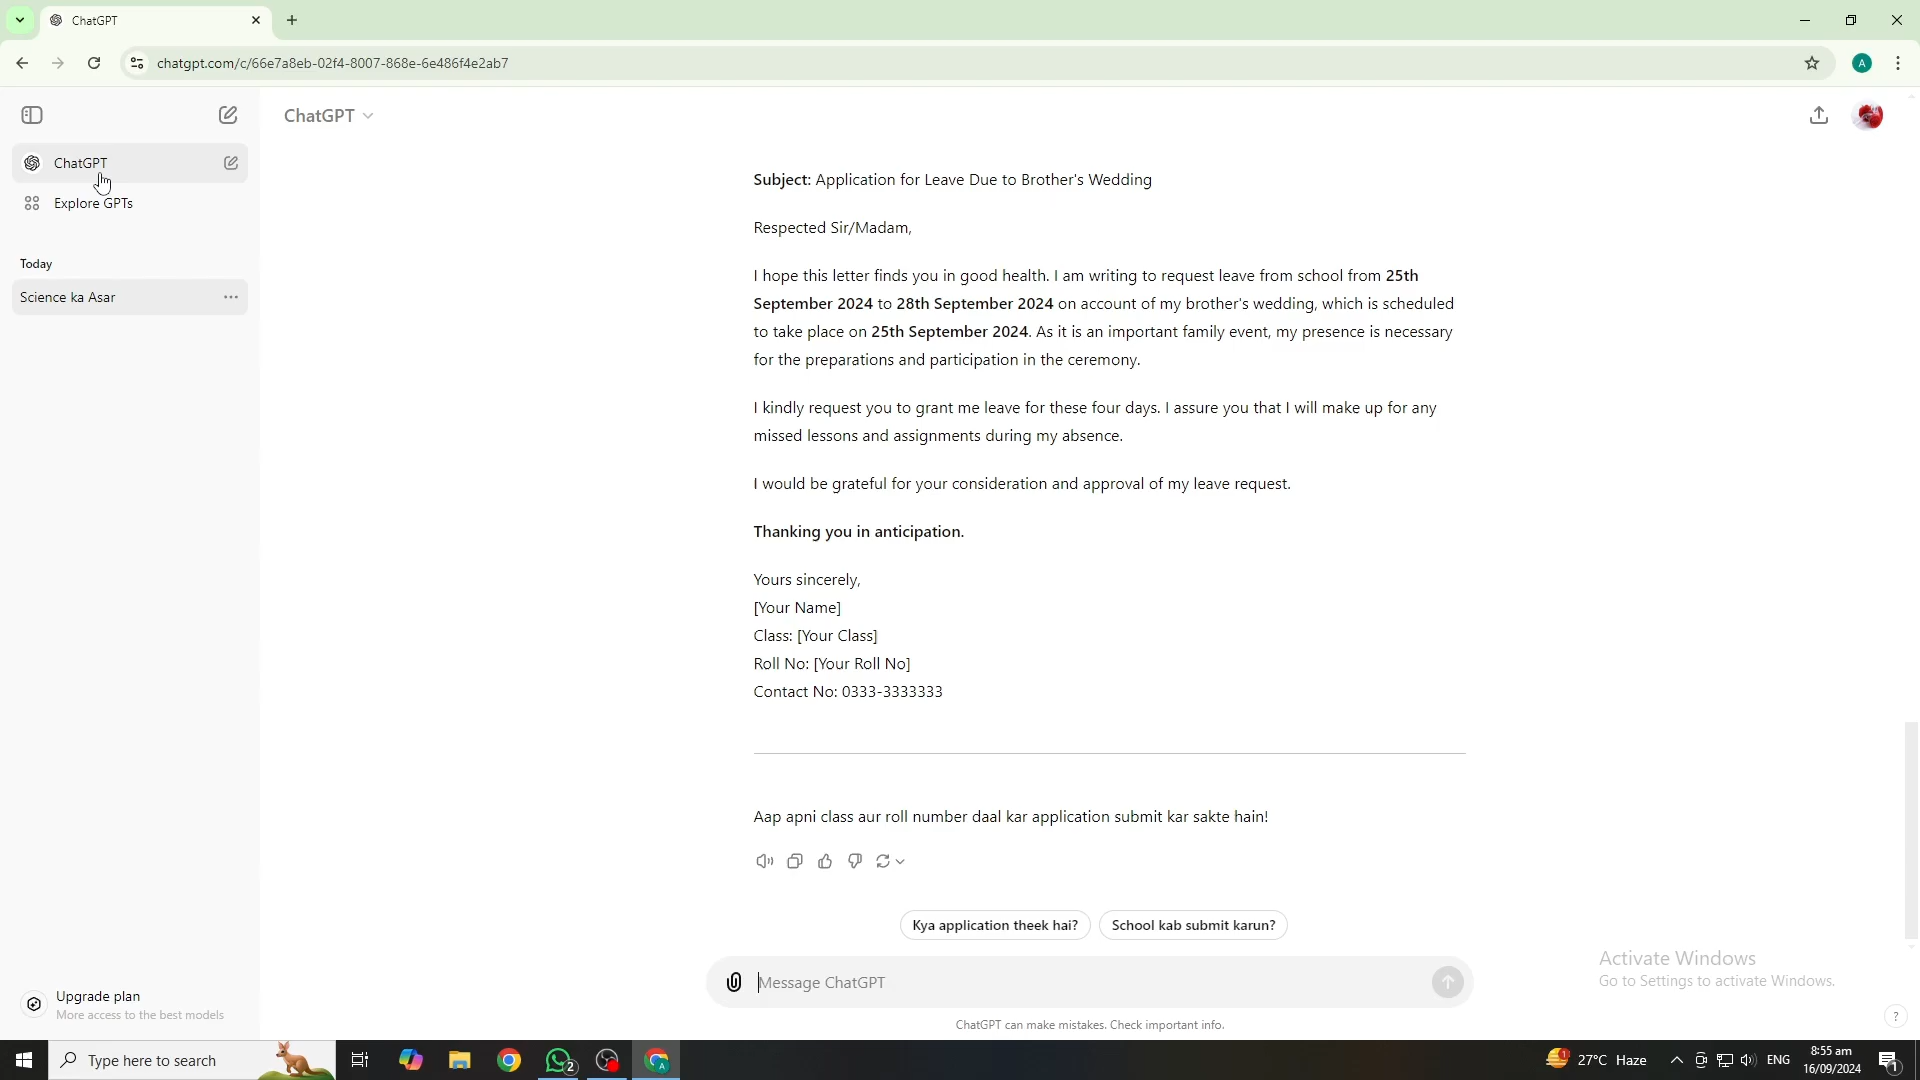 ChatGPT
chatgpt.com/c/66e7a8eb-02f4-8007-868e-6e486f4e2ab7
A
ChatGPT
Explore GPTs
Today
Science ka Asar
Upgrade plan
More access to the best models
ChatGPT
Subject: Application for Leave Due to Brother's Wedding
Respected Sir/Madam,
I hope this letter finds you in good health. I am writing to request leave from school from 25th
September 2024 to 28th September 2024 on account of my brother's wedding, which is scheduled
to take place on 25th September 2024. As it is an important family event, my presence is necessary
for the preparations and participation in the ceremony.
I kindly request you to grant me leave for these four days. I assure you that I will make up for any
missed lessons and assignments during my absence.
I would be grateful for your consideration and approval of my leave request.
Thanking you in anticipation.
Yours sincerely,
[Your Name]
Class: [Your Class]
Roll No: [Your Roll No]
Contact No: 0333-3333333
Aap apni class aur roll number daal kar application submit kar sakte hain!
Kya application theek hai?
School kab submit karun?
Message ChatGPT
ChatGPT can make mistakes. Check important info.
Activate Windows
Go to Settings to activate Windows.
?
Type here to search
2
A
1
27°C Haze
ENG
8:55 am
16/09/2024
1